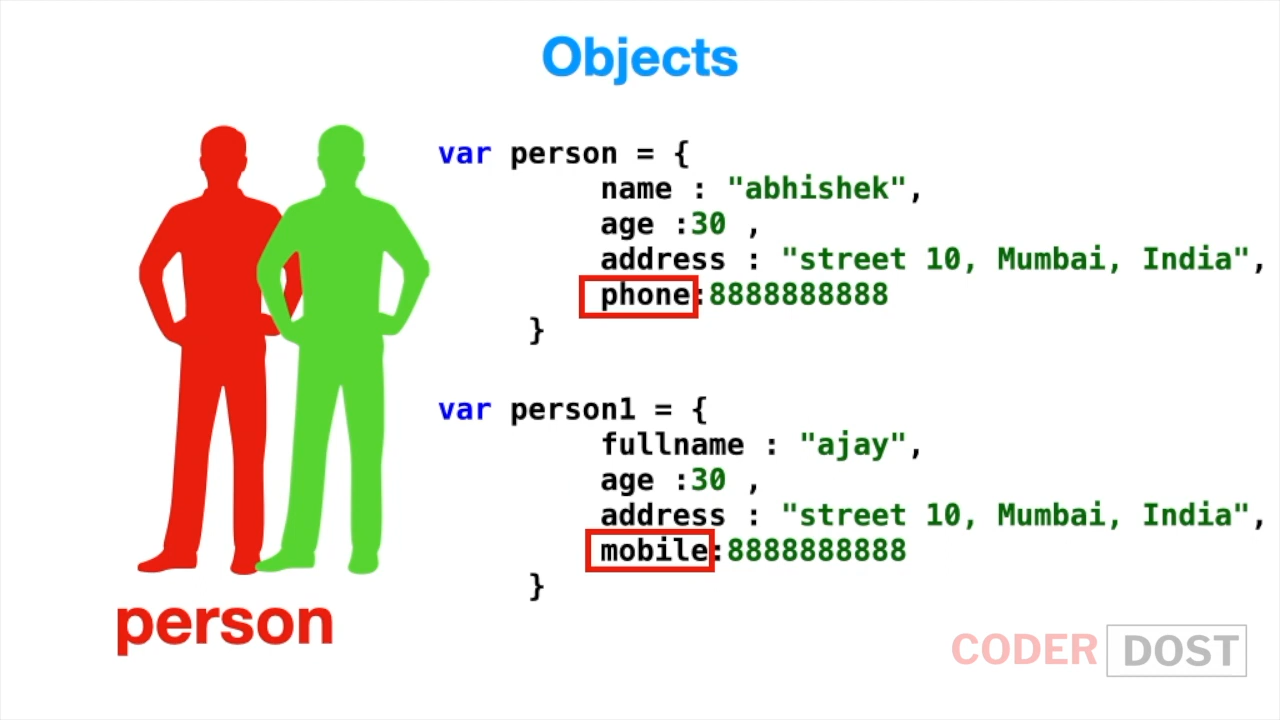 Objects
var person = {
name : "abhishek",
age :30 ,
address : "street 10, Mumbai, India",
phone:8888888888
}
var person1 = {
fullname : "ajay",
age :30 ,
address : "street 10, Mumbai, India",
mobile:8888888888
}
person
CODER DOST